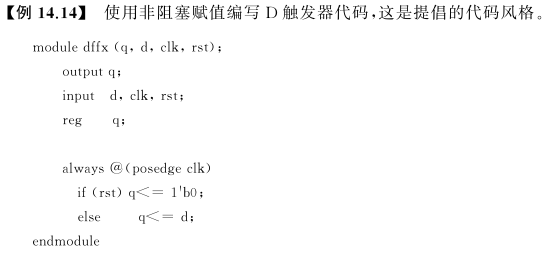 【例 14.14】 使用非阻塞赋值编写 D 触发器代码,这是提倡的代码风格。
module dffx (q, d, clk, rst);
output q;
input d, clk, rst;
reg q;
always @(posedge clk)
if (rst) q<= 1'b0;
else q<= d;
endmodule